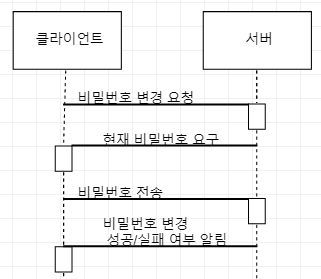 클라이언트
서버
비밀번호 변경 요청
현재 비밀번호 요구
비밀번호 전송
비밀번호 변경
성공/실패 여부 알림